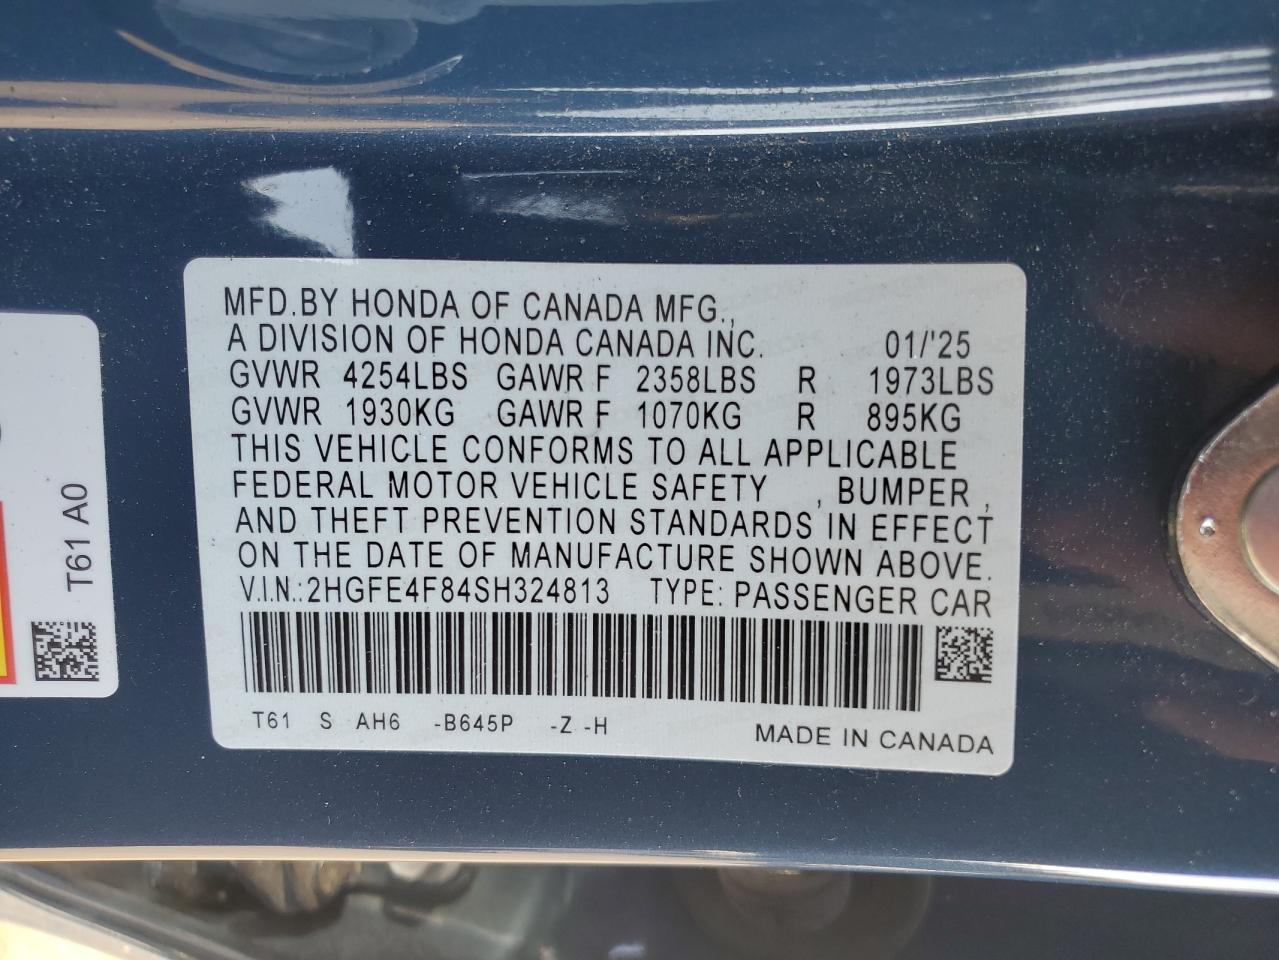 MFD.BY HONDA OF CANADA MFG.,
A DIVISION OF HONDA CANADA INC. 01/'25
GVWR 4254LBS GAWR F 2358LBS R 1973LBS
GVWR 1930KG GAWR F 1070KG R 895KG
THIS VEHICLE CONFORMS TO ALL APPLICABLE
FEDERAL MOTOR VEHICLE SAFETY , BUMPER ,
AND THEFT PREVENTION STANDARDS IN EFFECT
ON THE DATE OF MANUFACTURE SHOWN ABOVE.
V.I.N.:2HGFE4F84SH324813 TYPE: PASSENGER CAR
T61 S AH6 -B645P -Z -H MADE IN CANADA
T61 A0